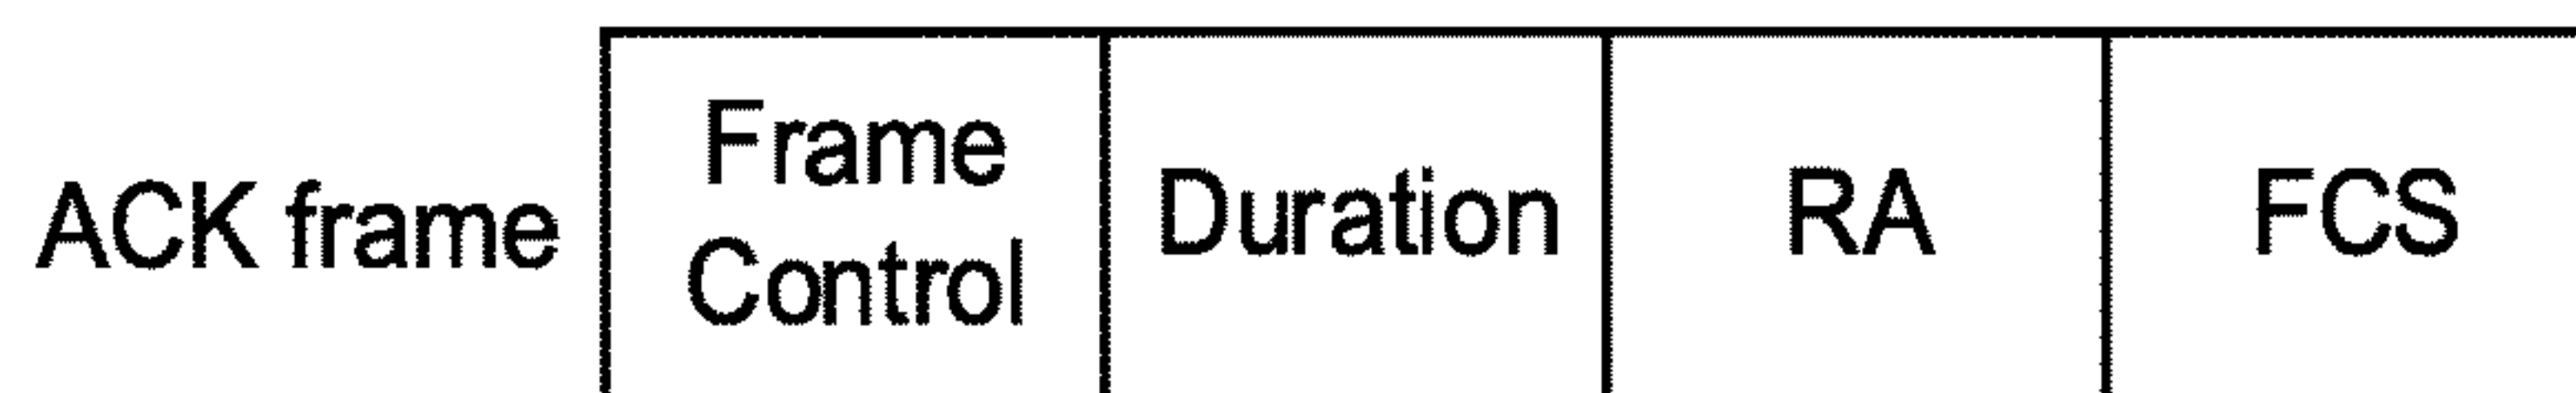 ACK frame
Frame
Control
Duration
RA
FCS